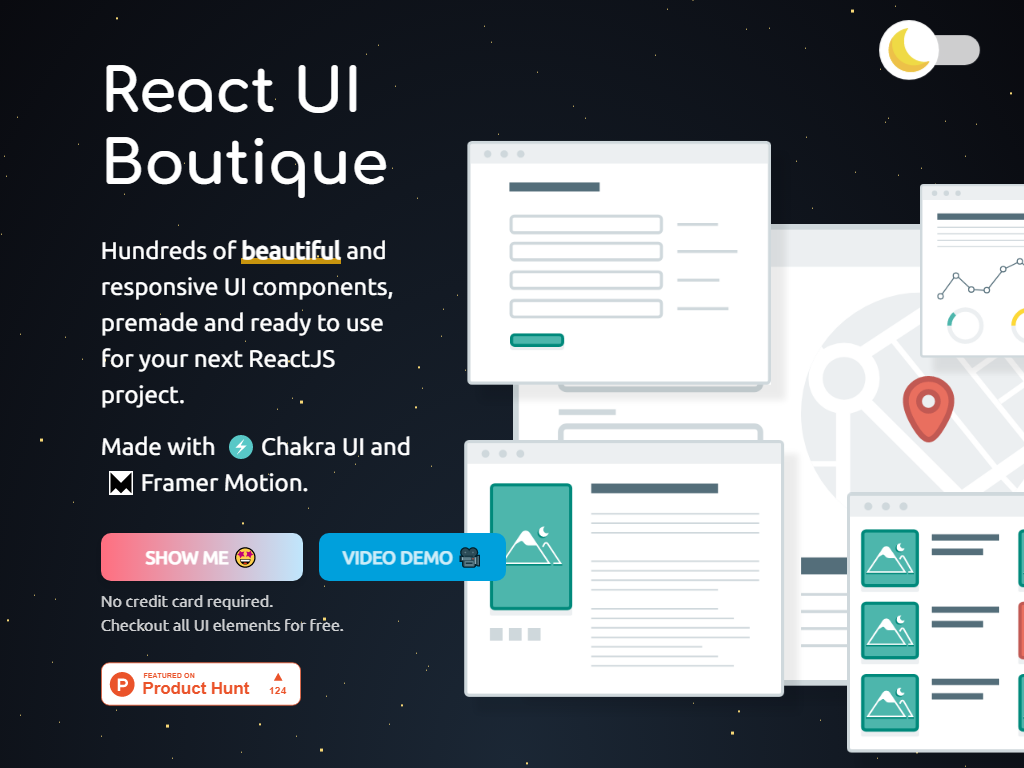 React UI
Boutique
Hundreds of beautiful and
responsive UI components,
premade and ready to use
for your next ReactJS
project.
Made with Chakra UI and
Framer Motion.
SHOW ME 🤩
VIDEO DEMO 🎥
No credit card required.
Checkout all UI elements for free.
P
FEATURED ON
Product Hunt
▲
124